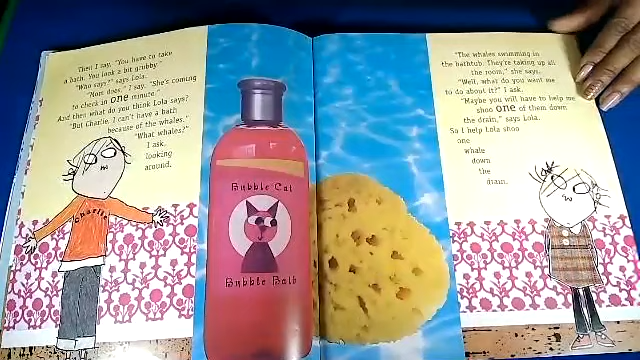 Then I say, "You have to take
a bath. You look a bit grubby."
"Who says?" says Lola.
"Mom does," I say. "She's coming
to check in one minute."
And then what do you think Lola says?
"But Charlie, I can't have a bath
because of the whales."
"What whales?"
I ask,
looking
around.
Charlie
Bubble Cat
Bubble Bath
"The whales swimming in
the bathtub. They're taking up all
the room," she says.
"Well, what do you want me
to do about it?" I ask.
"Maybe you will have to help me
shoo one of them down
the drain," says Lola.
So I help Lola shoo
one
whale
down
the
drain.